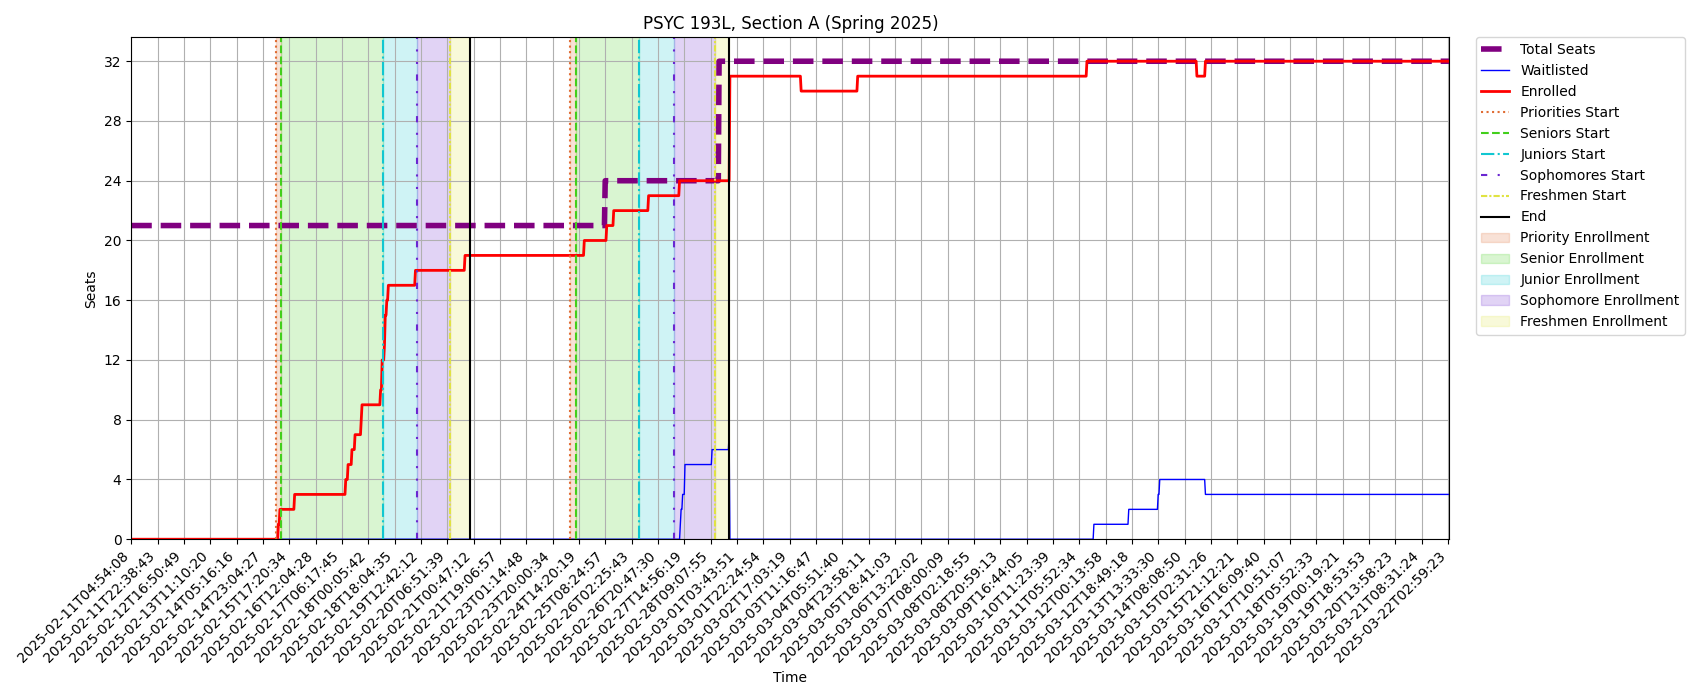 PSYC 193L, Section A (Spring 2025)
32
28
24
20
16
12
8
4
0
Seats
2025-02-11T04:54:08
2025-02-11T22:38:43
2025-02-12T16:50:49
2025-02-13T11:10:20
2025-02-14T05:16:16
2025-02-14T23:04:27
2025-02-15T17:20:34
2025-02-16T12:04:28
2025-02-17T06:17:45
2025-02-18T00:05:42
2025-02-18T18:04:35
2025-02-19T12:42:12
2025-02-20T06:51:39
2025-02-21T00:47:12
2025-02-21T19:06:57
2025-02-22T13:14:48
2025-02-23T20:00:34
2025-02-24T14:20:19
2025-02-25T08:24:57
2025-02-26T02:25:43
2025-02-26T20:47:30
2025-02-27T14:56:19
2025-02-28T09:07:55
2025-03-01T03:43:51
2025-03-01T22:24:54
2025-03-02T17:03:19
2025-03-03T11:16:47
2025-03-04T05:51:40
2025-03-04T23:58:11
2025-03-05T18:41:03
2025-03-06T13:22:02
2025-03-07T08:00:09
2025-03-08T02:18:55
2025-03-08T20:59:13
2025-03-09T16:44:05
2025-03-10T11:23:39
2025-03-11T05:52:34
2025-03-12T00:13:58
2025-03-12T18:49:18
2025-03-13T13:33:30
2025-03-14T08:08:50
2025-03-15T02:31:26
2025-03-15T21:12:21
2025-03-16T16:09:40
2025-03-17T10:51:07
2025-03-18T05:52:33
2025-03-19T00:19:21
2025-03-19T18:53:53
2025-03-20T13:58:23
2025-03-21T08:31:24
2025-03-22T02:59:23
Time
Total Seats
Waitlisted
Enrolled
Priorities Start
Seniors Start
Juniors Start
Sophomores Start
Freshmen Start
End
Priority Enrollment
Senior Enrollment
Junior Enrollment
Sophomore Enrollment
Freshmen Enrollment